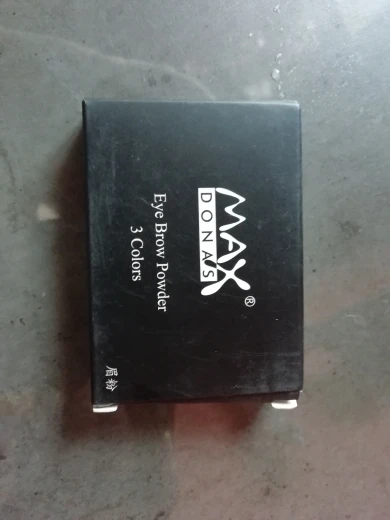 MAX®
DONAS
Eye Brow Powder
3 Colors
眉粉